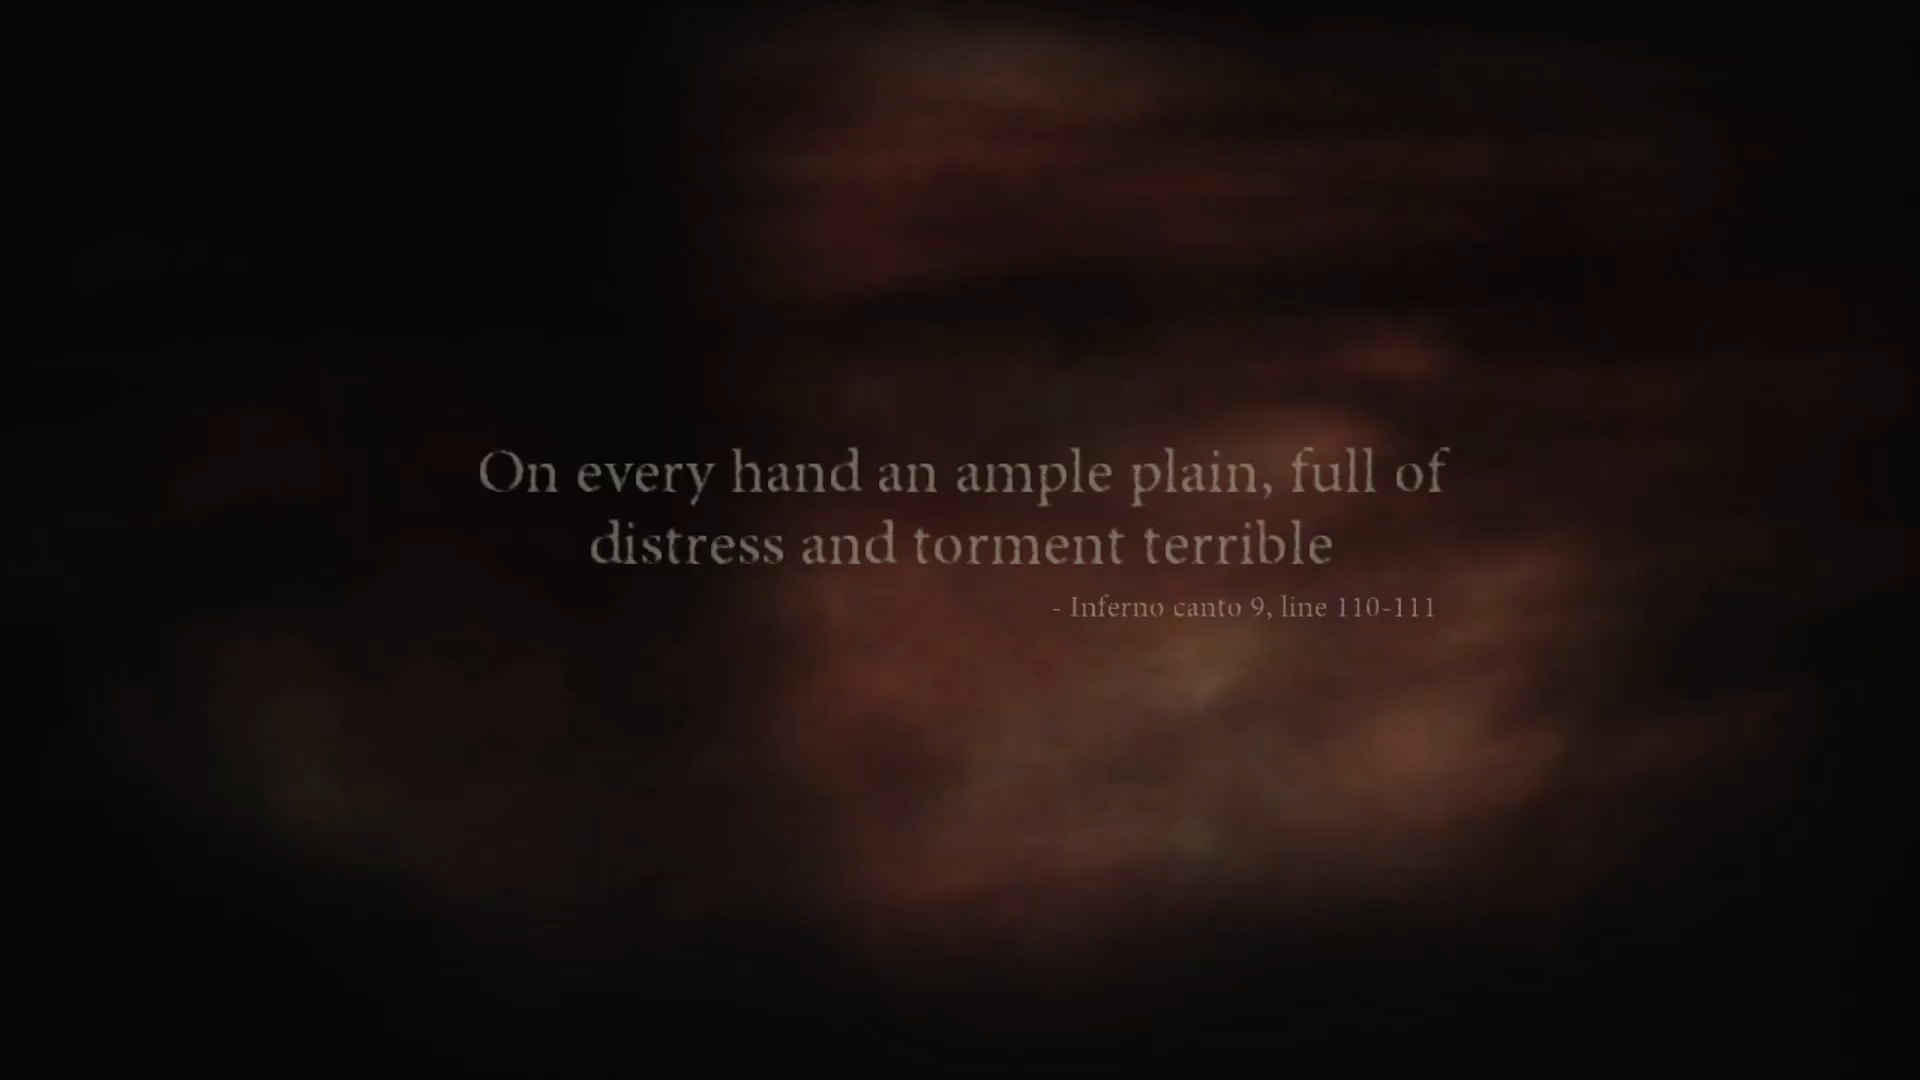 On every hand an ample plain, full of
distress and torment terrible
- Inferno canto 9, line 110-111